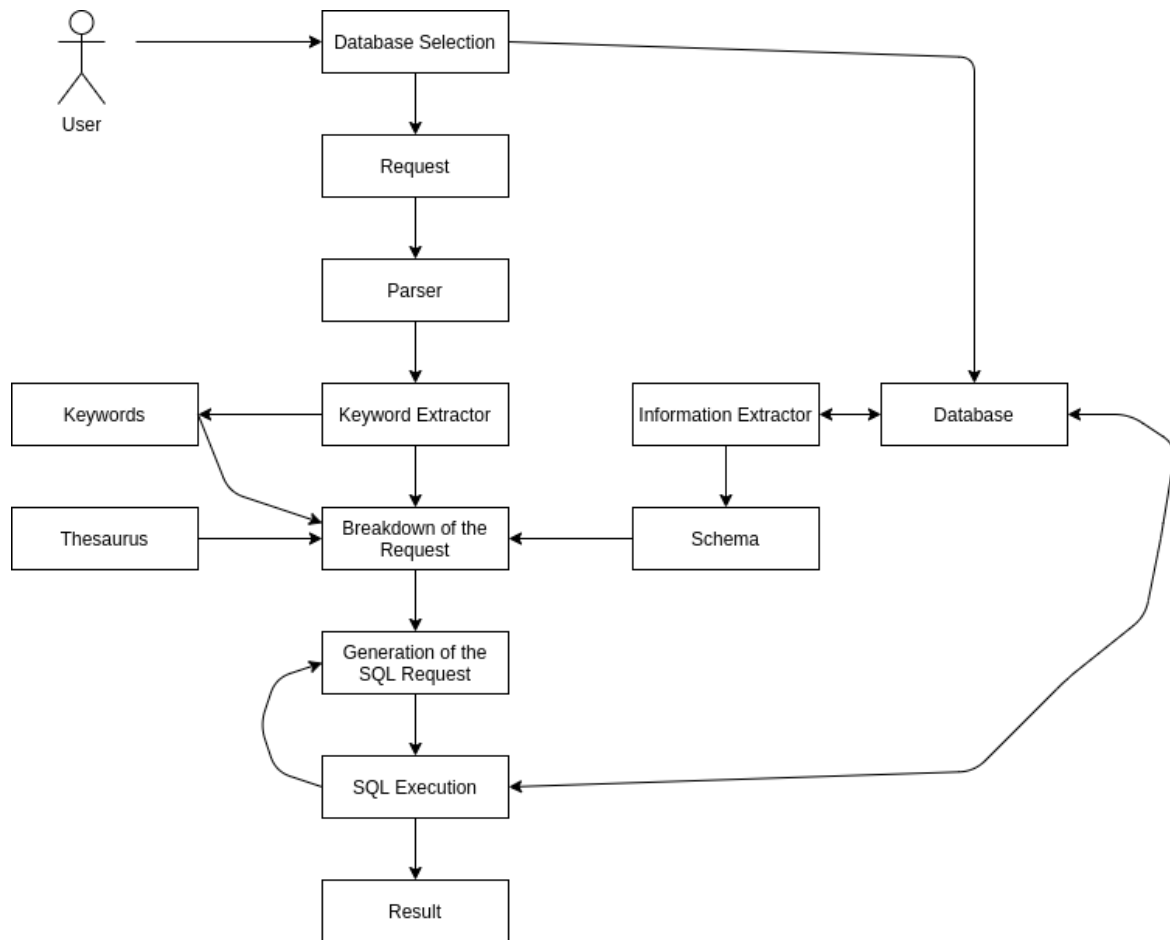 Database Selection
User
Request
Parser
Keywords
Keyword Extractor
Information Extractor
Database
Thesaurus
Breakdown of the
Request
Schema
Generation of the
SQL Request
SQL Execution
Result